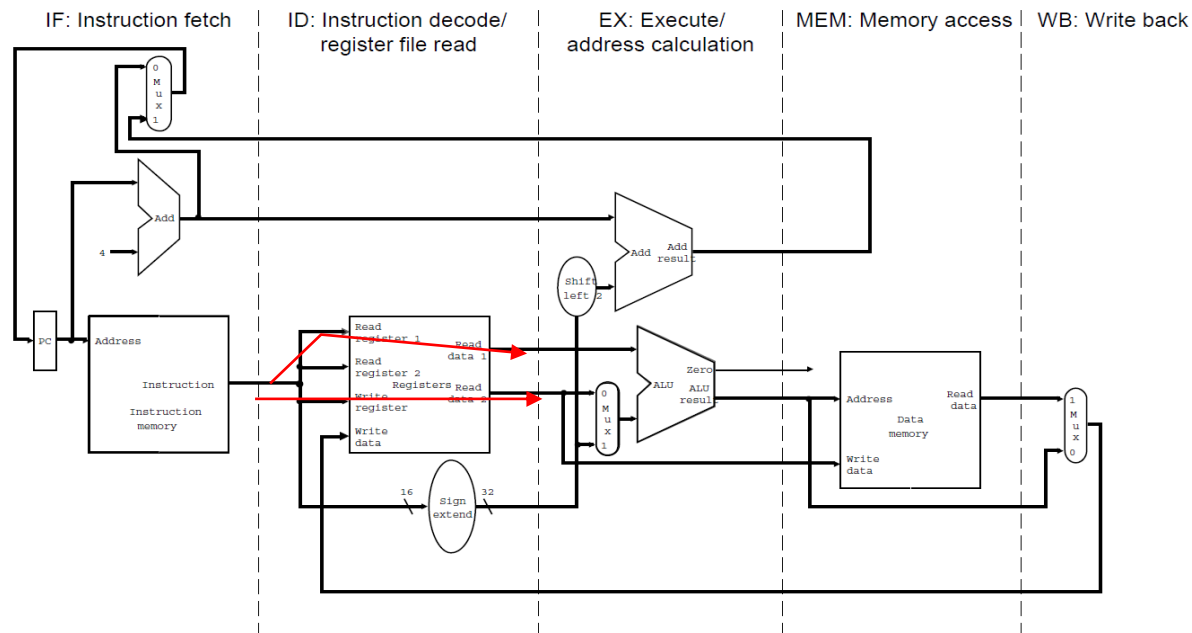 IF: Instruction fetch
ID: Instruction decode/
register file read
EX: Execute/
address calculation
MEM: Memory access
WB: Write back
0
M
u
x
1
Add
4
PC
Address
Instruction
Instruction
memory
Read
register 1
Read
register 2
Write
register
Write
data
Registers
Read
data 1
Read
data 2
16
Sign
extend
32
Shift
left 2
Add
Add
result
0
M
u
x
1
ALU
Zero
ALU
result
Address
Write
data
Data
memory
Read
data
1
M
u
x
0